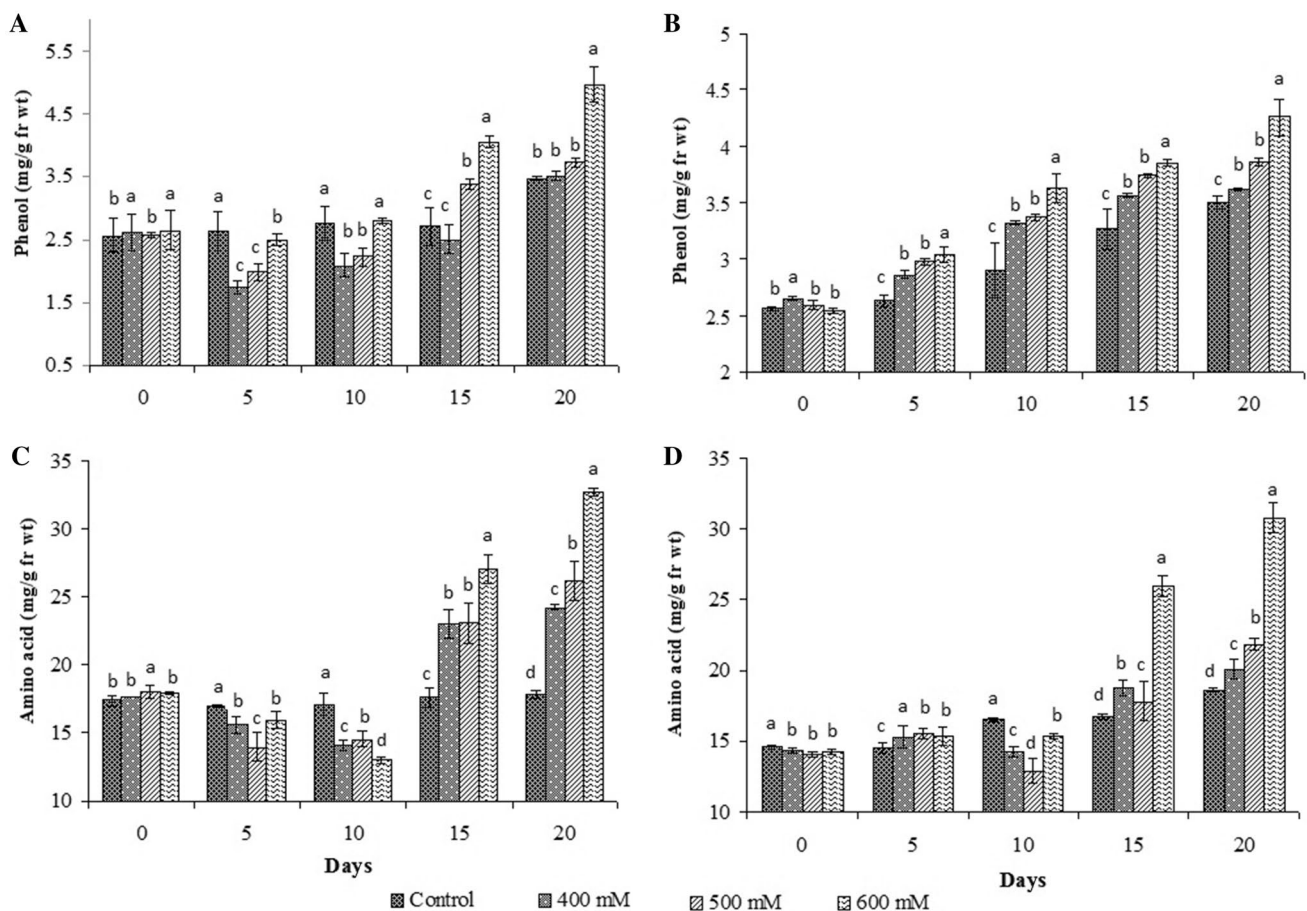 A
Phenol (mg/g fr wt)
5.5
4.5
3.5
2.5
1.5
0.5
b a b a
a c c b
a b b a
c c b a
b b b a
0 5 10 15 20
B
Phenol (mg/g fr wt)
5
4.5
4
3.5
3
2.5
2
b a b b
c b b a
c b b a
c b b a
c b b a
0 5 10 15 20
C
Amino acid (mg/g fr wt)
35
30
25
20
15
10
b b a b
a b c b
a c b d
c b b a
d c b a
0 5 10 15 20
Days
D
Amino acid (mg/g fr wt)
35
30
25
20
15
10
a b b b
c b b b
a c d b
d b c a
d c b a
0 5 10 15 20
Days
Control 400 mM 500 mM 600 mM